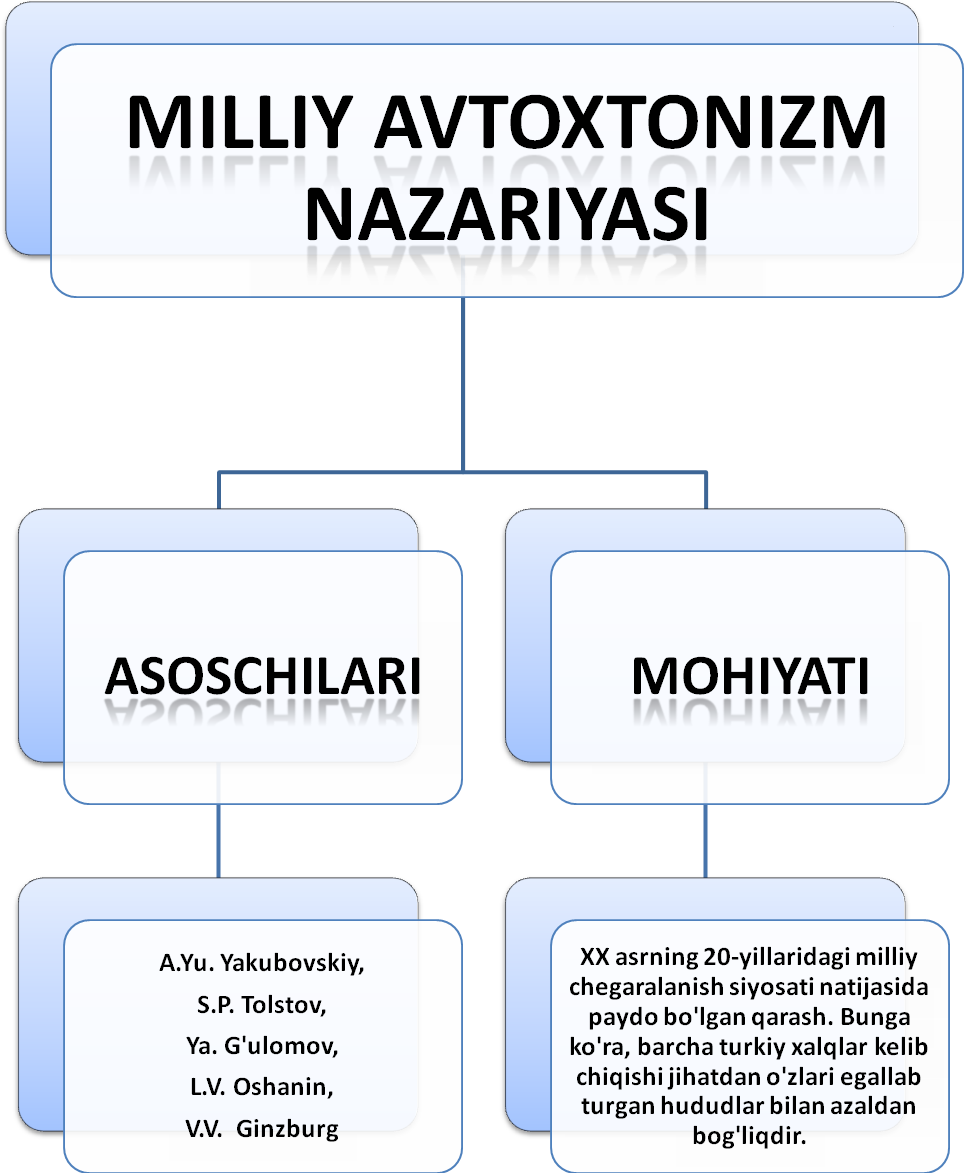 MILLIY AVTOXTONIZM
NAZARIYASI
ASOSCHILARI
A.Yu. Yakubovskiy,
S.P. Tolstov,
Ya. G'ulomov,
L.V. Oshanin,
V.V. Ginzburg
MOHIYATI
XX asrning 20-yillaridagi milliy
chegaralanish siyosati natijasida
paydo bo'lgan qarash. Bunga
ko'ra, barcha turkiy xalqlar kelib
chiqishi jihatdan o'zlari egallab
turgan hududlar bilan azaldan
bog'liqdir.